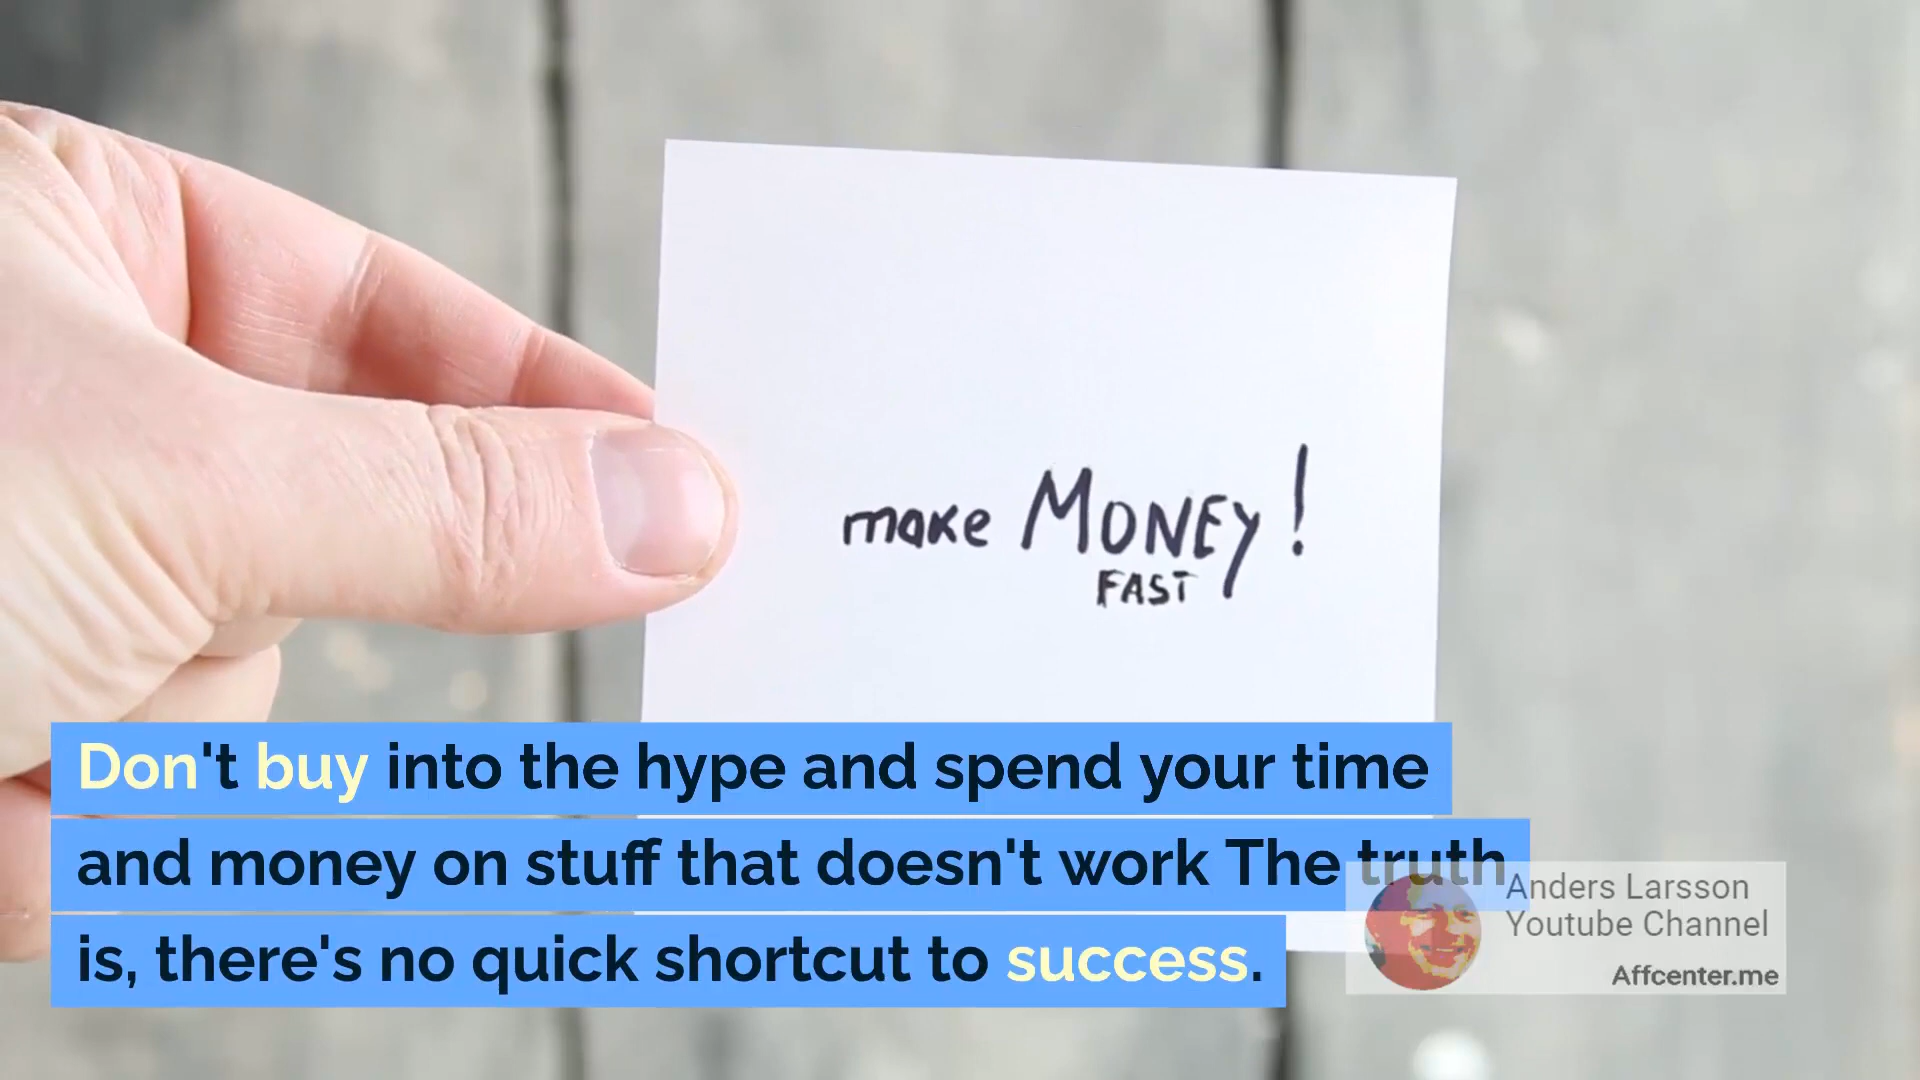 make MONEY!
FAST
Don't buy into the hype and spend your time
and money on stuff that doesn't work The truth
is, there's no quick shortcut to success.
Anders Larsson
Youtube Channel
Affcenter.me